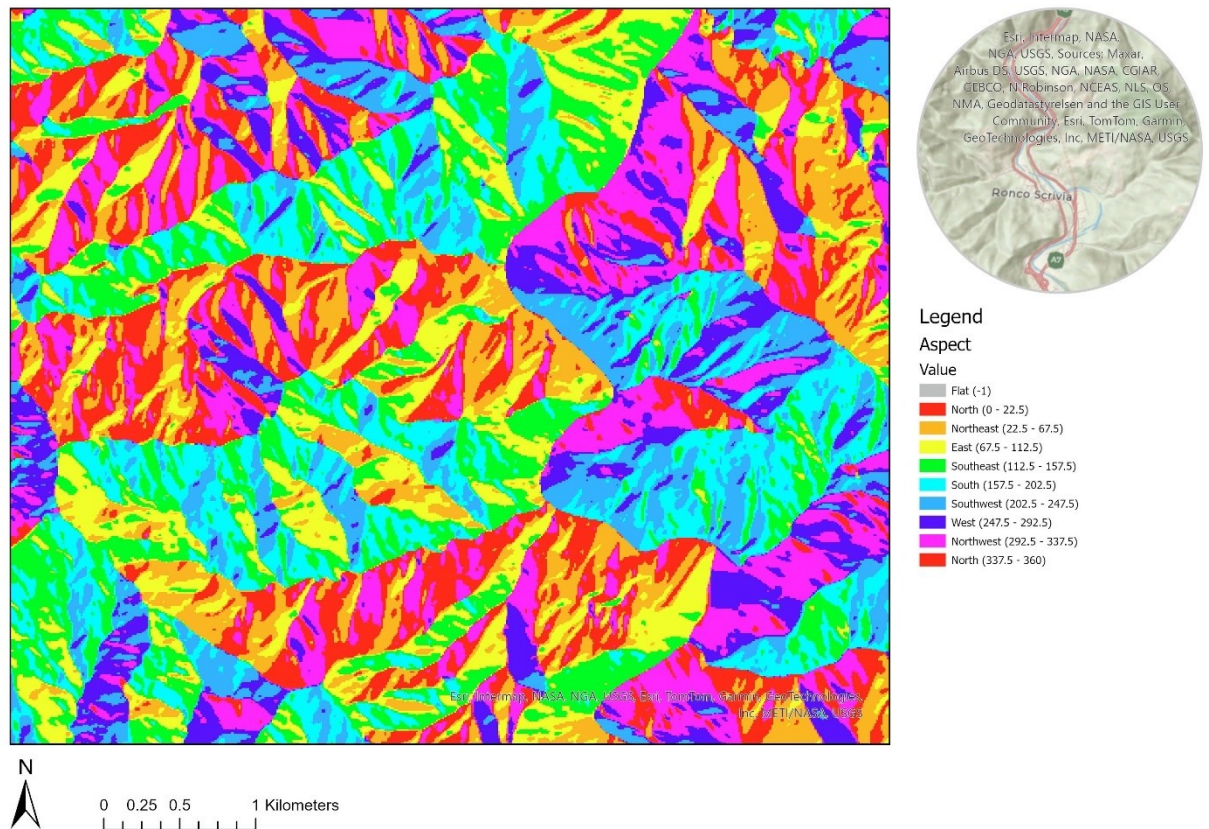 Esri, Intermap, NASA,
NGA, USGS, Sources: Maxar,
Airbus DS, USGS, NGA, NASA, CGIAR,
GEBCO, N Robinson, NCEAS, NLS, OS
NMA, Geodatastyrelsen and the GIS User
Community, Esri, TomTom, Garmin,
GeoTechnologies, Inc, METI/NASA, USGS
Ronco Scrivia
A7
Legend
Aspect
Value
Flat (-1)
North (0 - 22.5)
Northeast (22.5 - 67.5)
East (67.5 - 112.5)
Southeast (112.5 - 157.5)
South (157.5 - 202.5)
Southwest (202.5 - 247.5)
West (247.5 - 292.5)
Northwest (292.5 - 337.5)
North (337.5 - 360)
Esri, Intermap, NASA, NGA, USGS, Esri, TomTom, Garmin, GeoTechnologies,
Inc, METI/NASA, USGS
N
0 0.25 0.5 1 Kilometers